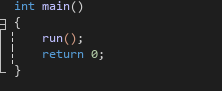 int main()
{
    run();
    return 0;
}